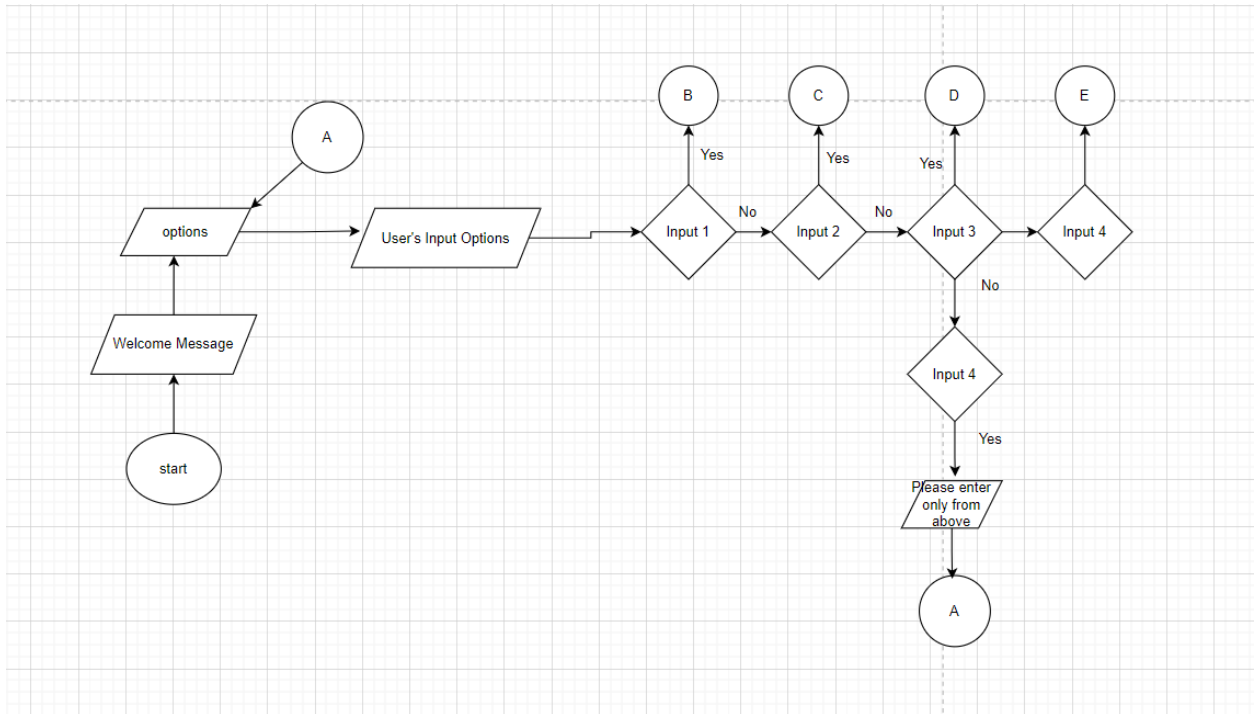 B
C
D
E
A
Yes
Yes
Yes
No
No
options
User's Input Options
Input 1
Input 2
Input 3
Input 4
No
Welcome Message
Input 4
Yes
start
Please enter
only from
above
A